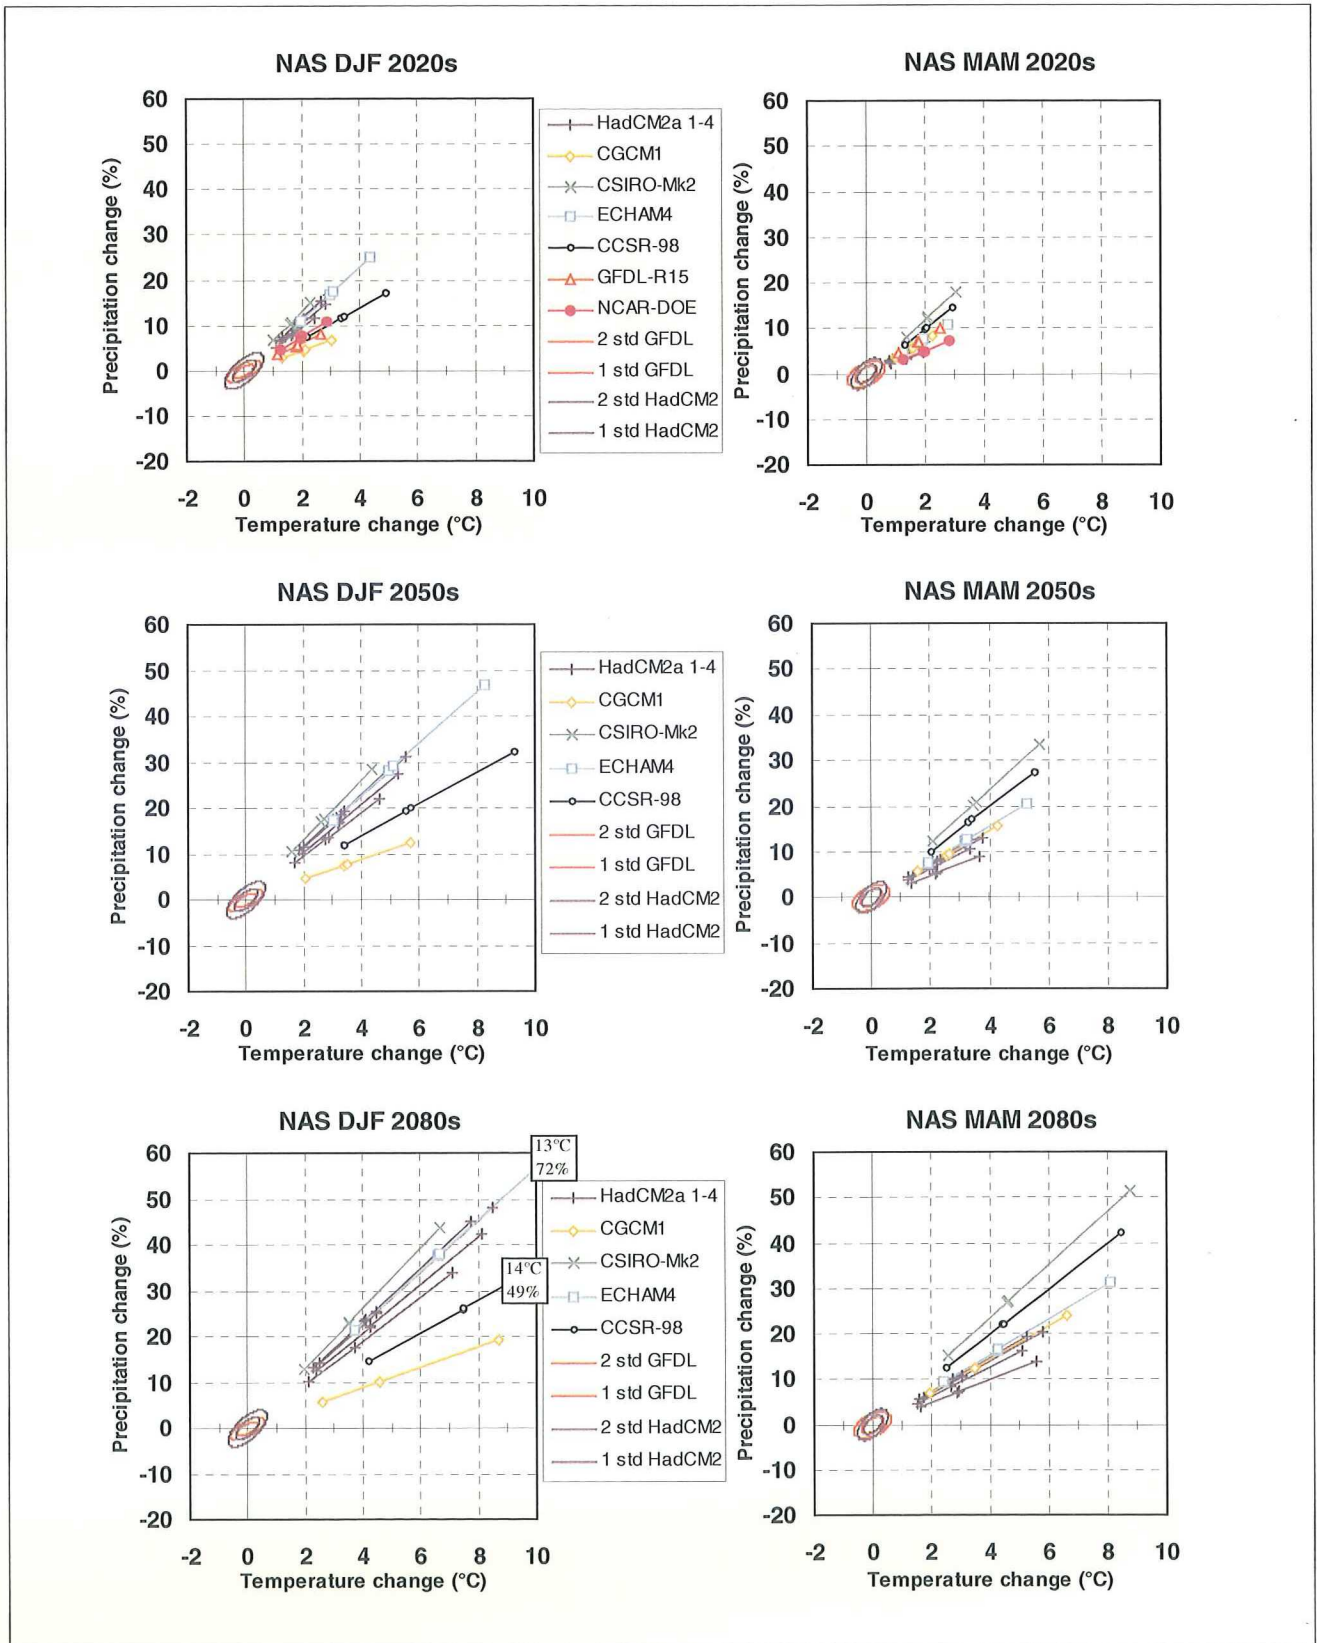 NAS DJF 2020s
60
50
40
30
20
10
0
-10
-20
Precipitation change (%)
-2 0 2 4 6 8 10
Temperature change (°C)
HadCM2a 1-4
CGCM1
CSIRO-Mk2
ECHAM4
CCSR-98
GFDL-R15
NCAR-DOE
2 std GFDL
1 std GFDL
2 std HadCM2
1 std HadCM2
NAS MAM 2020s
60
50
40
30
20
10
0
-10
-20
Precipitation change (%)
-2 0 2 4 6 8 10
Temperature change (°C)
NAS DJF 2050s
60
50
40
30
20
10
0
-10
-20
Precipitation change (%)
-2 0 2 4 6 8 10
Temperature change (°C)
HadCM2a 1-4
CGCM1
CSIRO-Mk2
ECHAM4
CCSR-98
2 std GFDL
1 std GFDL
2 std HadCM2
1 std HadCM2
NAS MAM 2050s
60
50
40
30
20
10
0
-10
-20
Precipitation change (%)
-2 0 2 4 6 8 10
Temperature change (°C)
NAS DJF 2080s
60
50
40
30
20
10
0
-10
-20
Precipitation change (%)
-2 0 2 4 6 8 10
Temperature change (°C)
13°C
72%
14°C
49%
HadCM2a 1-4
CGCM1
CSIRO-Mk2
ECHAM4
CCSR-98
2 std GFDL
1 std GFDL
2 std HadCM2
1 std HadCM2
NAS MAM 2080s
60
50
40
30
20
10
0
-10
-20
Precipitation change (%)
-2 0 2 4 6 8 10
Temperature change (°C)